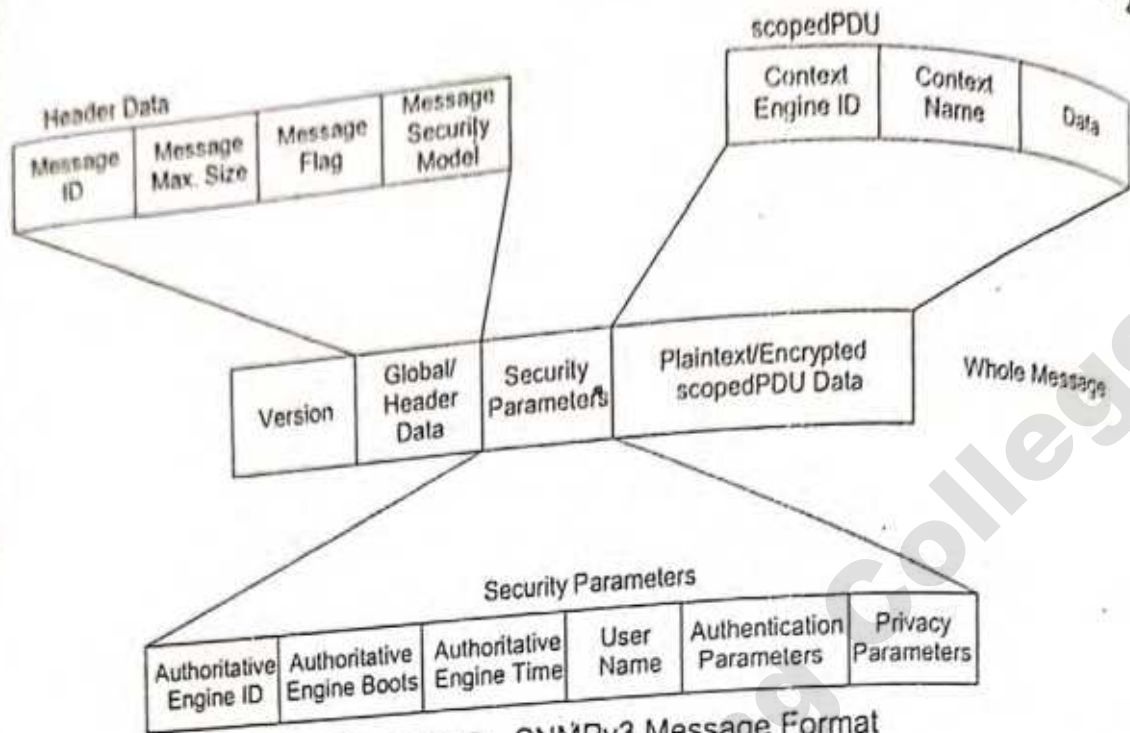 scopedPDU
Context
Engine ID
Context
Name
Data
Header Data
Message
ID
Message
Max. Size
Message
Flag
Message
Security
Model
Version
Global/
Header
Data
Security
Parameters
Plaintext/Encrypted
scopedPDU Data
Whole Message
Security Parameters
Authoritative
Engine ID
Authoritative
Engine Boots
Authoritative
Engine Time
User
Name
Authentication
Parameters
Privacy
Parameters
SNMPv3 Message Format
College